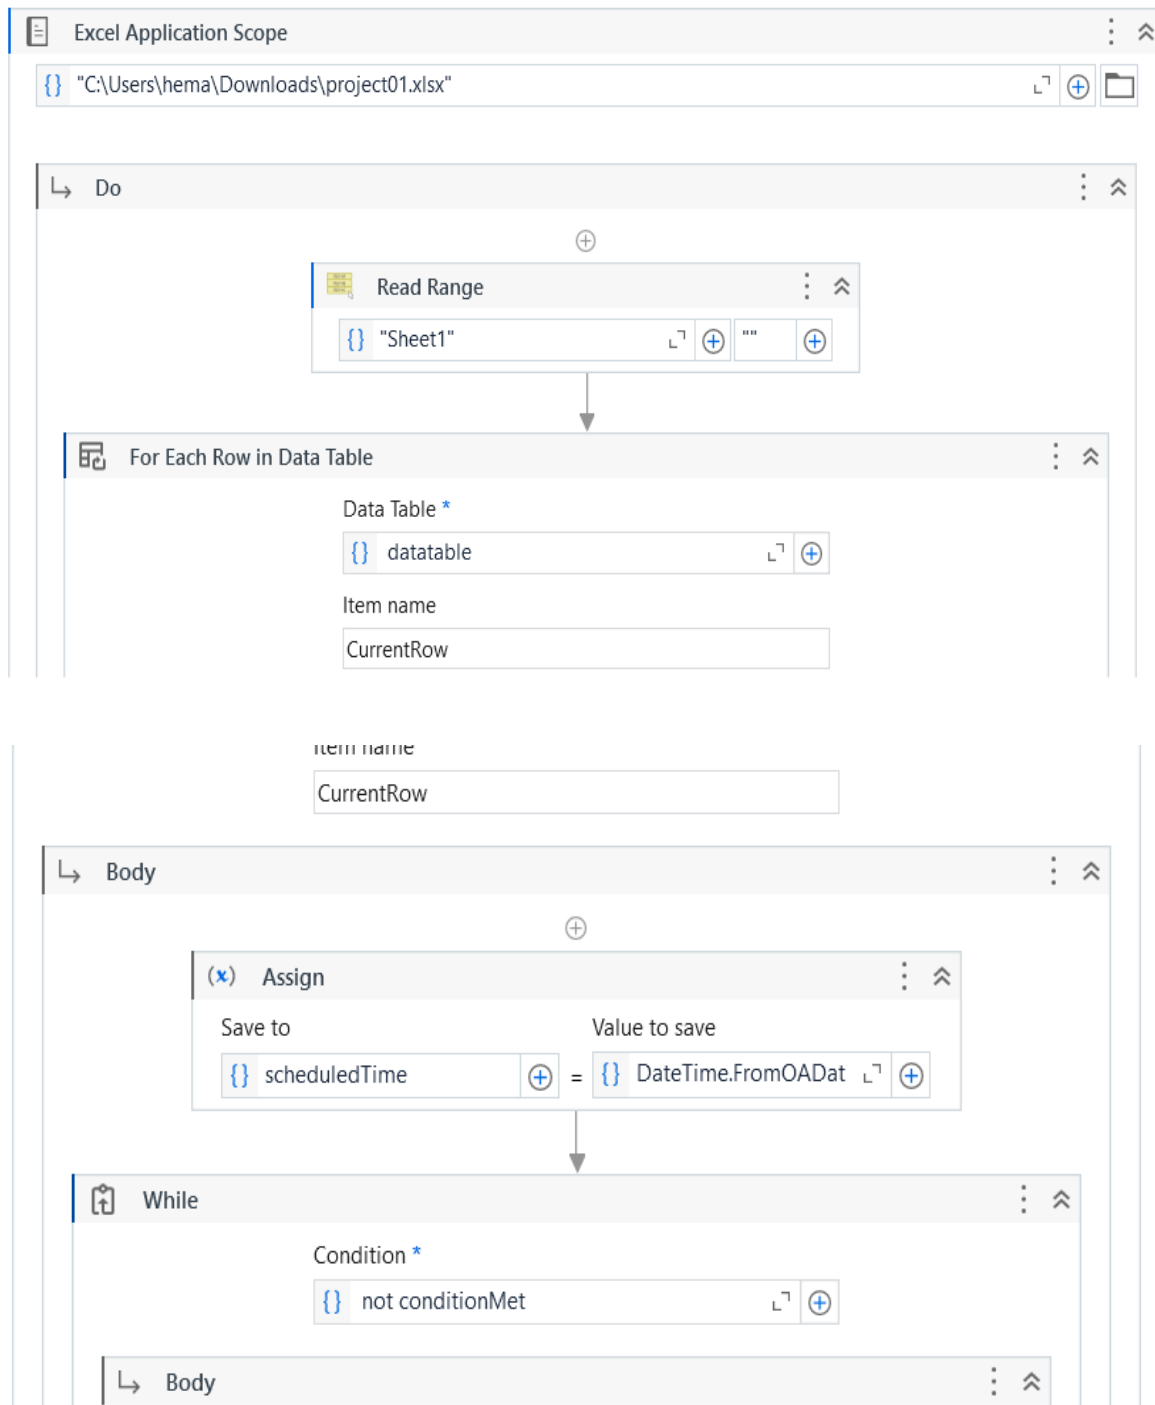 Excel Application Scope
{} "C:\Users\hema\Downloads\project01.xlsx"
Do
Read Range
{} "Sheet1" ""
For Each Row in Data Table
Data Table *
{} datatable
Item name
CurrentRow
Item name
CurrentRow
Body
(x) Assign
Save to Value to save
{} scheduledTime = {} DateTime.FromOADat
While
Condition *
{} not conditionMet
Body